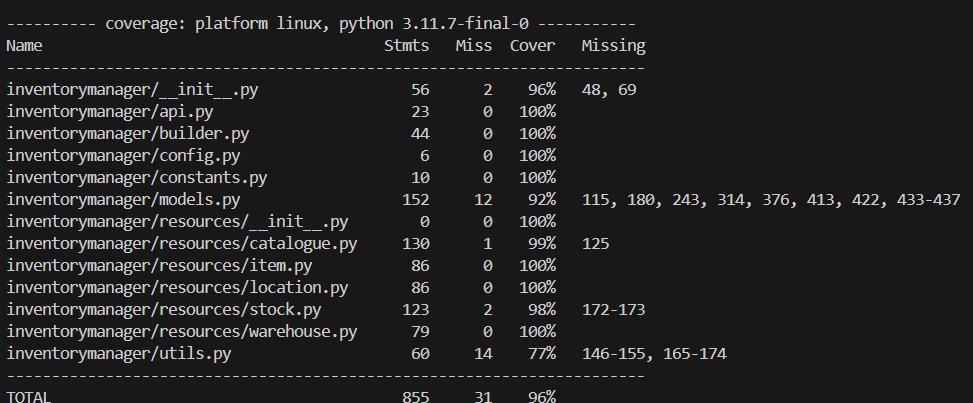 ---------- coverage: platform linux, python 3.11.7-final-0 -----------
Name                                   Stmts   Miss  Cover   Missing
--------------------------------------------------------------------
inventorymanager/__init__.py              56      2    96%   48, 69
inventorymanager/api.py                   23      0   100%
inventorymanager/builder.py               44      0   100%
inventorymanager/config.py                 6      0   100%
inventorymanager/constants.py             10      0   100%
inventorymanager/models.py               152     12    92%   115, 180, 243, 314, 376, 413, 422, 433-437
inventorymanager/resources/__init__.py     0      0   100%
inventorymanager/resources/catalogue.py  130      1    99%   125
inventorymanager/resources/item.py        86      0   100%
inventorymanager/resources/location.py    86      0   100%
inventorymanager/resources/stock.py      123      2    98%   172-173
inventorymanager/resources/warehouse.py   79      0   100%
inventorymanager/utils.py                 60     14    77%   146-155, 165-174
--------------------------------------------------------------------
TOTAL                                    855     31    96%